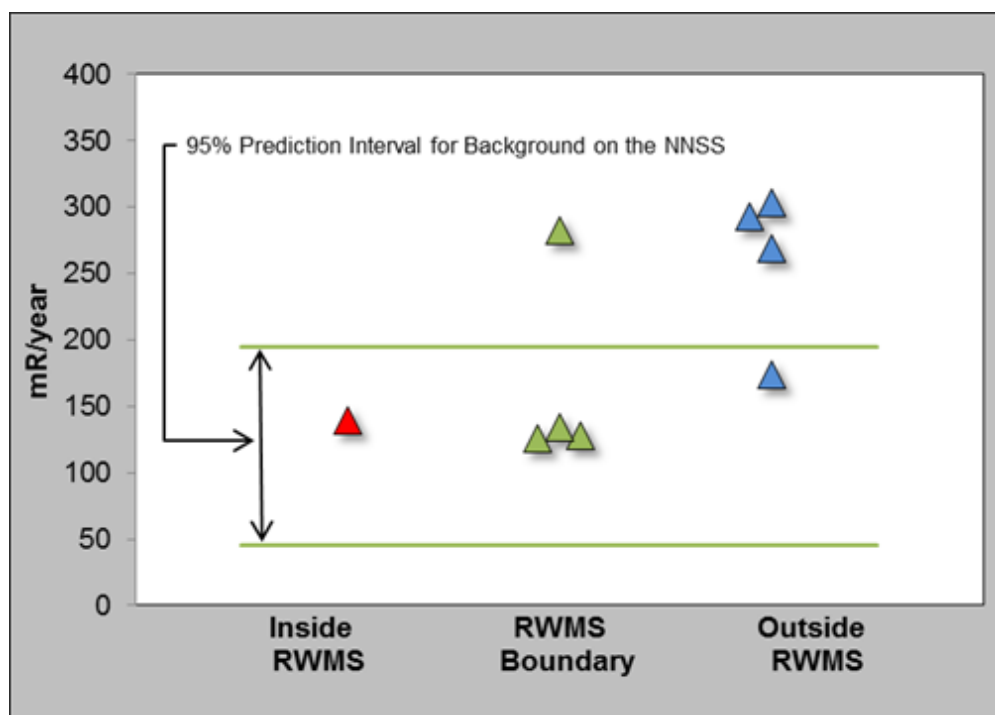 400
350
300
250
200
150
100
50
0
mR/year
95% Prediction Interval for Background on the NNSS
Inside
RWMS
RWMS
Boundary
Outside
RWMS